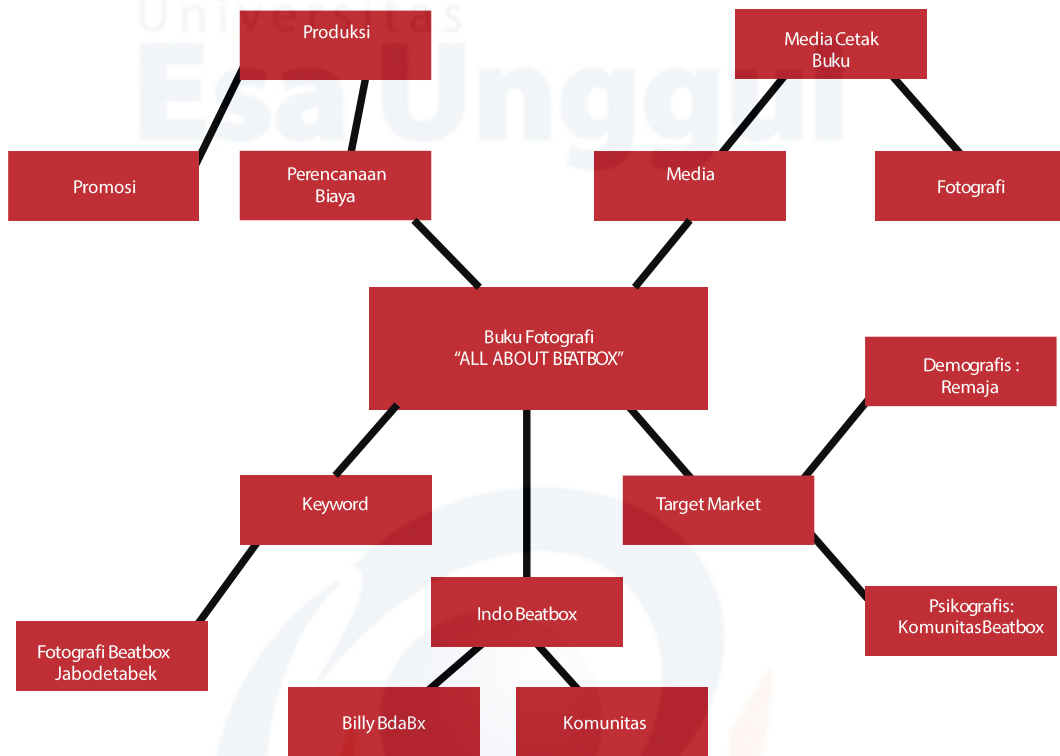 Universitas
Esa Unggul
Produksi
Media Cetak
Buku
Promosi
Perencanaan
Biaya
Media
Fotografi
Buku Fotografi
“ALL ABOUT BEATBOX”
Demografis :
Remaja
Keyword
Target Market
Indo Beatbox
Psikografis:
KomunitasBeatbox
Fotografi Beatbox
Jabodetabek
Billy BdaBx
Komunitas